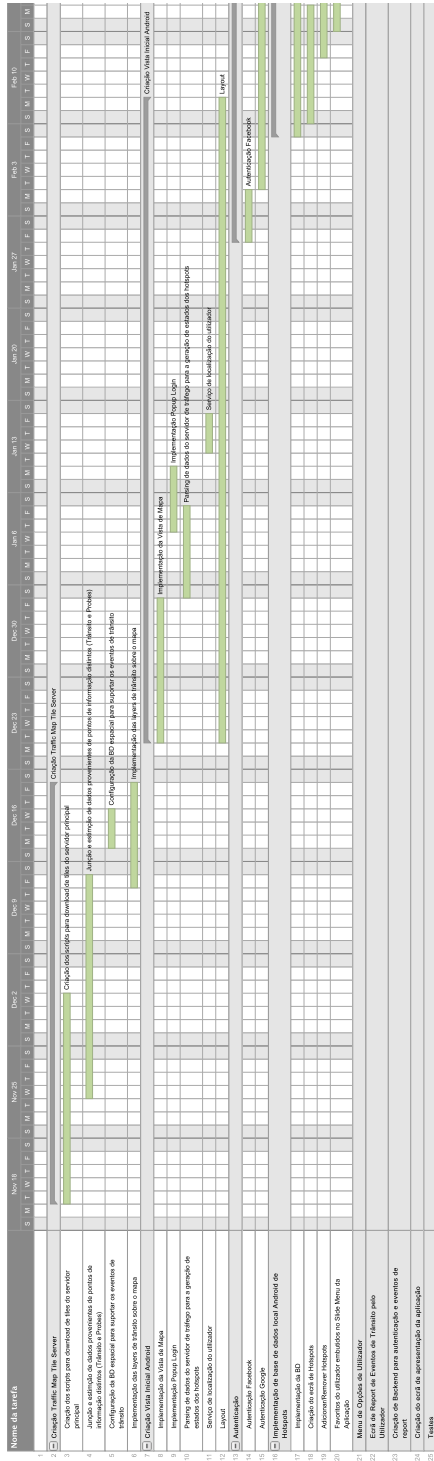 Nome da tarefa
Nov 18 Nov 25 Dec 2 Dec 9 Dec 16 Dec 23 Dec 30 Jan 6 Jan 13 Jan 20 Jan 27 Feb 3 Feb 10
S M T W T F S S M T W T F S S M T W T F S S M T W T F S S M T W T F S S M T W T F S S M T W T F S S M T W T F S S M T W T F S S M T W T F S S M T W T F S S M T W T F S S M T W T F S S M
1
2 Criação Traffic Map Tile Server Criação Traffic Map Tile Server
3 Criação dos scripts para download de tiles do servidor
principal
Criação dos scripts para download de tiles do servidor principal
4 Junção e estimção de dados provenientes de pontos de
informação distintos (Trânsito e Probes)
Junção e estimção de dados provenientes de pontos de informação distintos (Trânsito e Probes)
5 Configuração da BD espacial para suportar os eventos de
trânsito
Configuração da BD espacial para suportar os eventos de trânsito
6 Implementação das layers de trânsito sobre o mapa Implementação das layers de trânsito sobre o mapa
7 Criação Vista Inicial Android Criação Vista Inicial Android
8 Implementação da Vista de Mapa Implementação da Vista de Mapa
9 Implementação Popup Login Implementação Popup Login
10 Parsing de dados do servidor de tráfego para a geração de
estados dos hotspots
Parsing de dados do servidor de tráfego para a geração de estados dos hotspots
11 Serviço de localização do utilizador Serviço de localização do utilizador
12 Layout Layout
13 Autenticação
14 Autenticação Facebook Autenticação Facebook
15 Autenticação Google
16 Implementação de base de dados local Android de
Hotspots
17 Implementação da BD
18 Criação do ecrã de Hotspots
19 Adiconar/Remover Hotspots
20 Favoritos do utilizador embutidos no Slide Menu da
Aplicação
21 Menu de Opções de Utilizador
22 Ecrã de Report de Eventos de Trânsito pelo
Utilizador
23 Criação de Backend para autenticação e eventos de
report
24 Criação do ecrã de apresentação da aplicação
25 Testes